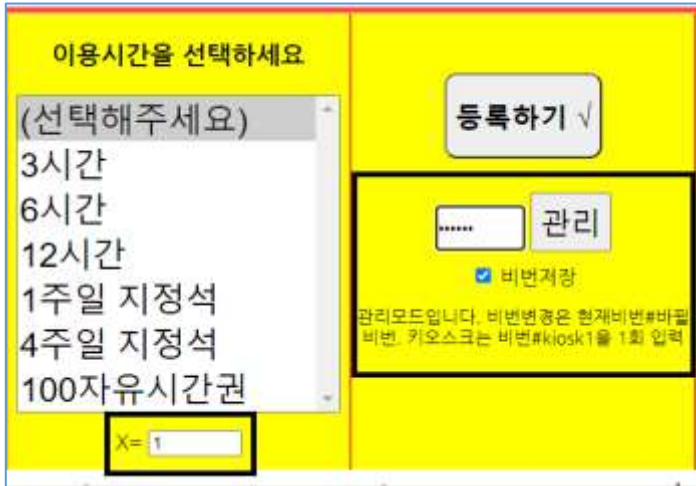 이용시간을 선택하세요
(선택해주세요)
3시간
6시간
12시간
1주일 지정석
4주일 지정석
100자유시간권
X= 1
등록하기 √
······ 관리
비번저장
관리모드입니다. 비번변경은 현재비번#바뀔
비번. 키오스크는 비번#kiosk1을 1회 입력